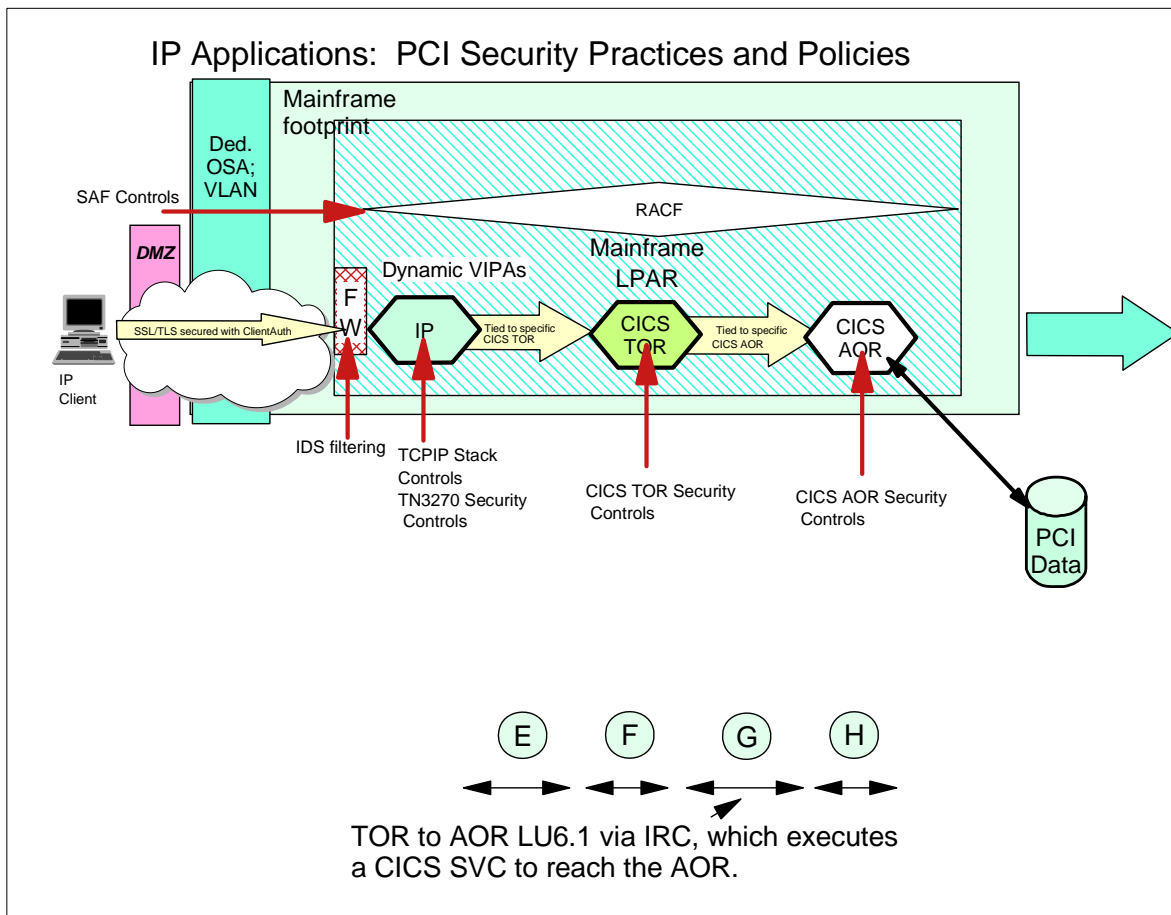 IP Applications:  PCI Security Practices and Policies
Mainframe
footprint
Ded.
OSA;
VLAN
SAF Controls
RACF
DMZ
Mainframe
LPAR
Dynamic VIPAs
F
W
SSL/TLS secured with ClientAuth
IP
Tied to specific
CICS TOR
CICS
TOR
Tied to specific
CICS AOR
CICS
AOR
IP
Client
IDS filtering
TCPIP Stack
Controls
TN3270 Security
Controls
CICS TOR Security
Controls
CICS AOR Security
Controls
PCI
Data
E
F
G
H
TOR to AOR LU6.1 via IRC, which executes
a CICS SVC to reach the AOR.